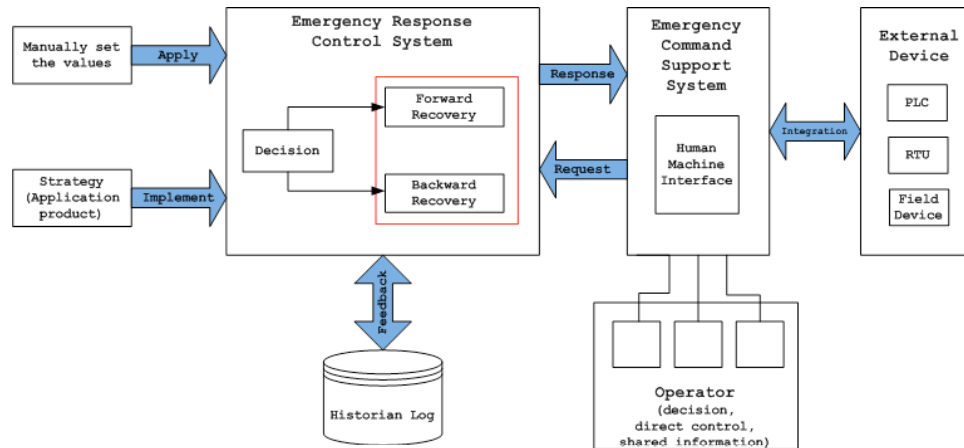 Manually set
the values
Apply
Strategy
(Application
product)
Implement
Emergency Response
Control System
Decision
Forward
Recovery
Backward
Recovery
Feedback
Historian Log
Response
Request
Emergency
Command
Support
System
Human
Machine
Interface
Integration
External
Device
PLC
RTU
Field
Device
Operator
(decision,
direct control,
shared information)